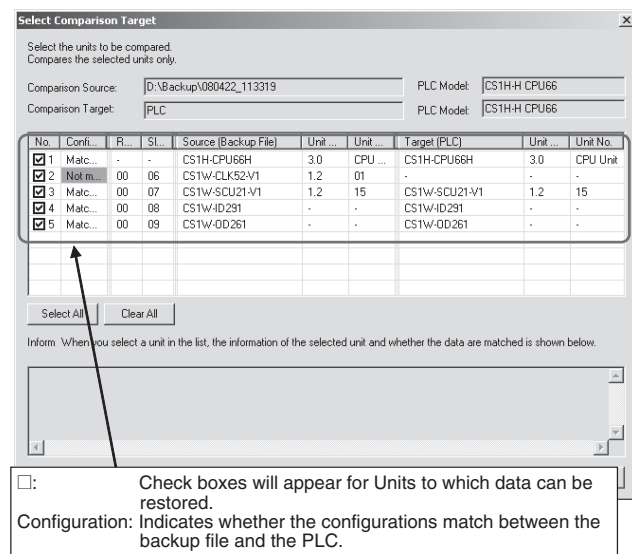 Select Comparison Target
Select the units to be compared.
Compares the selected units only.
Comparison Source: D:\Backup\080422_113319 PLC Model: CS1H-H CPU66
Comparison Target: PLC PLC Model: CS1H-H CPU66
No. Confi... R... Sl... Source (Backup File) Unit ... Unit ... Target (PLC) Unit ... Unit No.
1 Matc... - - CS1H-CPU66H 3.0 CPU ... CS1H-CPU66H 3.0 CPU Unit
2 Not m... 00 06 CS1W-CLK52-V1 1.2 01 - - -
3 Matc... 00 07 CS1W-SCU21-V1 1.2 15 CS1W-SCU21-V1 1.2 15
4 Matc... 00 08 CS1W-ID291 - - CS1W-ID291 - -
5 Matc... 00 09 CS1W-OD261 - - CS1W-OD261 - -
Select All Clear All
Inform When you select a unit in the list, the information of the selected unit and whether the data are matched is shown below.
□: Check boxes will appear for Units to which data can be
restored.
Configuration: Indicates whether the configurations match between the
backup file and the PLC.